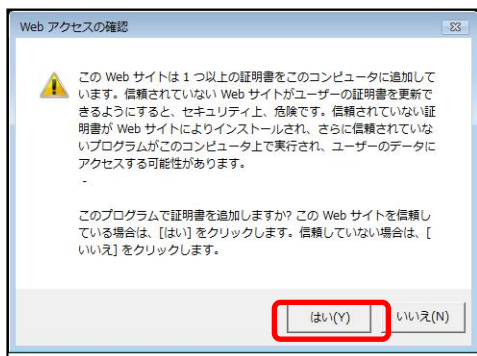 Web アクセスの確認
この Web サイトは 1 つ以上の証明書をこのコンピュータに追加して
います。信頼されていない Web サイトがユーザーの証明書を更新で
きるようにすると、セキュリティ上、危険です。信頼されていない証
明書が Web サイトによりインストールされ、さらに信頼されていな
いプログラムがこのコンピュータ上で実行され、ユーザーのデータに
アクセスする可能性があります。
-
このプログラムで証明書を追加しますか? この Web サイトを信頼し
ている場合は、[はい] をクリックします。信頼していない場合は、[
いいえ] をクリックします。
はい(Y)
いいえ(N)